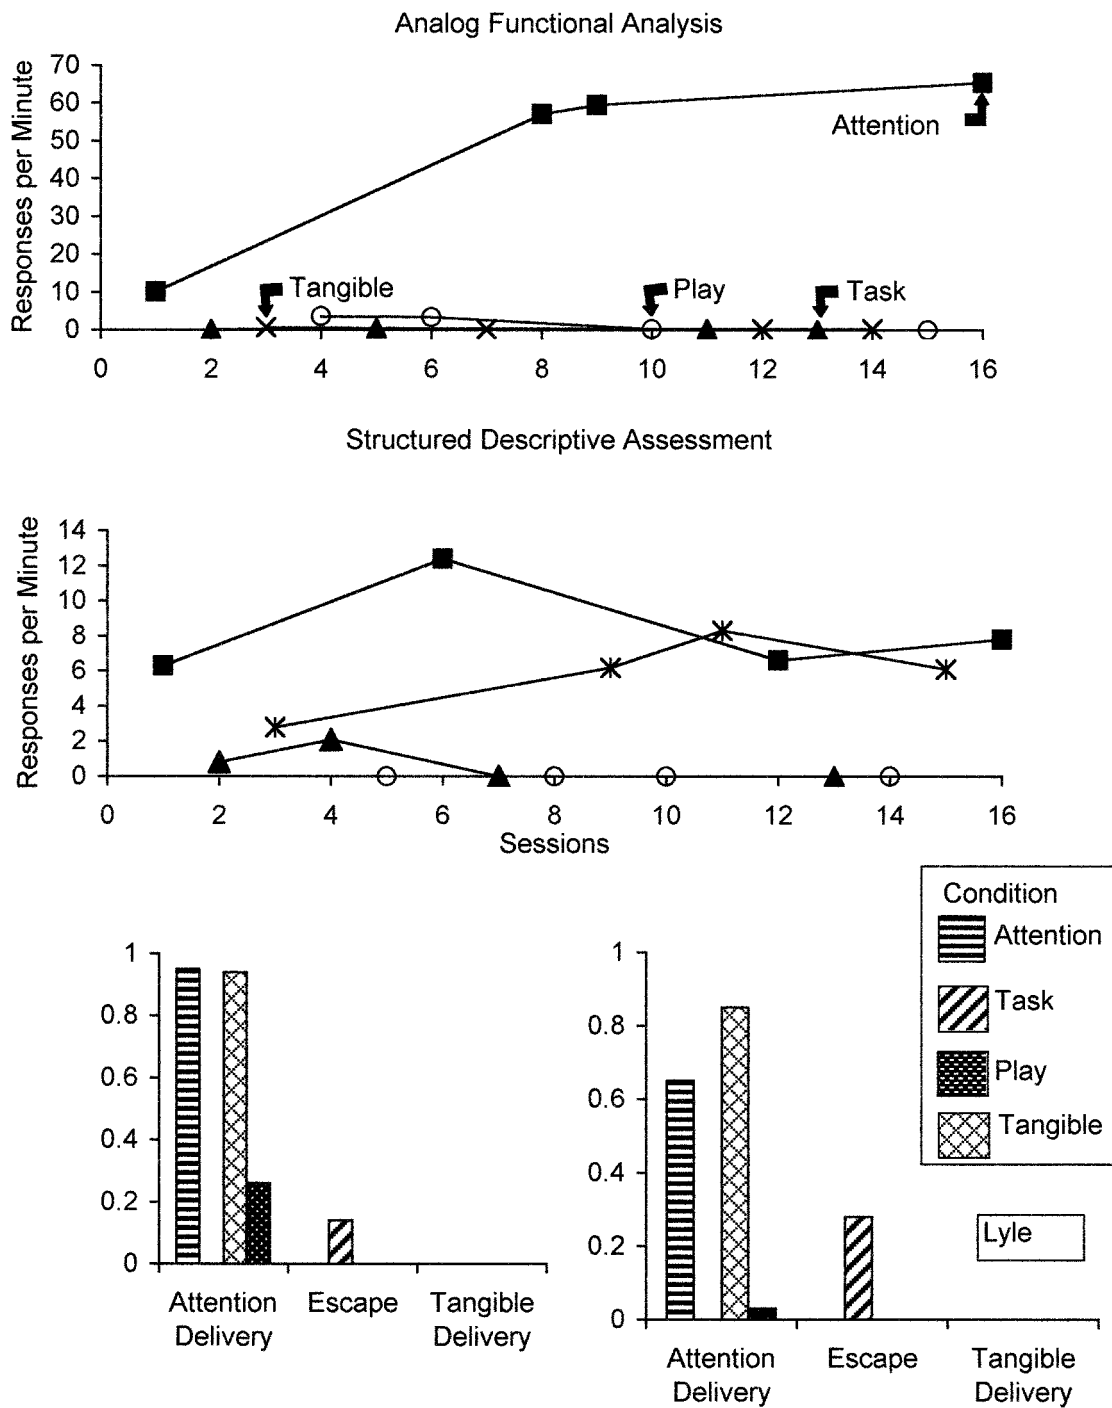 Analog Functional Analysis
Responses per Minute
70
60
50
40
30
20
10
0
Attention
Tangible
Play
Task
0 2 4 6 8 10 12 14 16
Structured Descriptive Assessment
Responses per Minute
14
12
10
8
6
4
2
0
0 2 4 6 8 10 12 14 16
Sessions
1
0.8
0.6
0.4
0.2
0
Attention
Delivery
Escape
Tangible
Delivery
1
0.8
0.6
0.4
0.2
0
Attention
Delivery
Escape
Tangible
Delivery
Condition
Attention
Task
Play
Tangible
Lyle